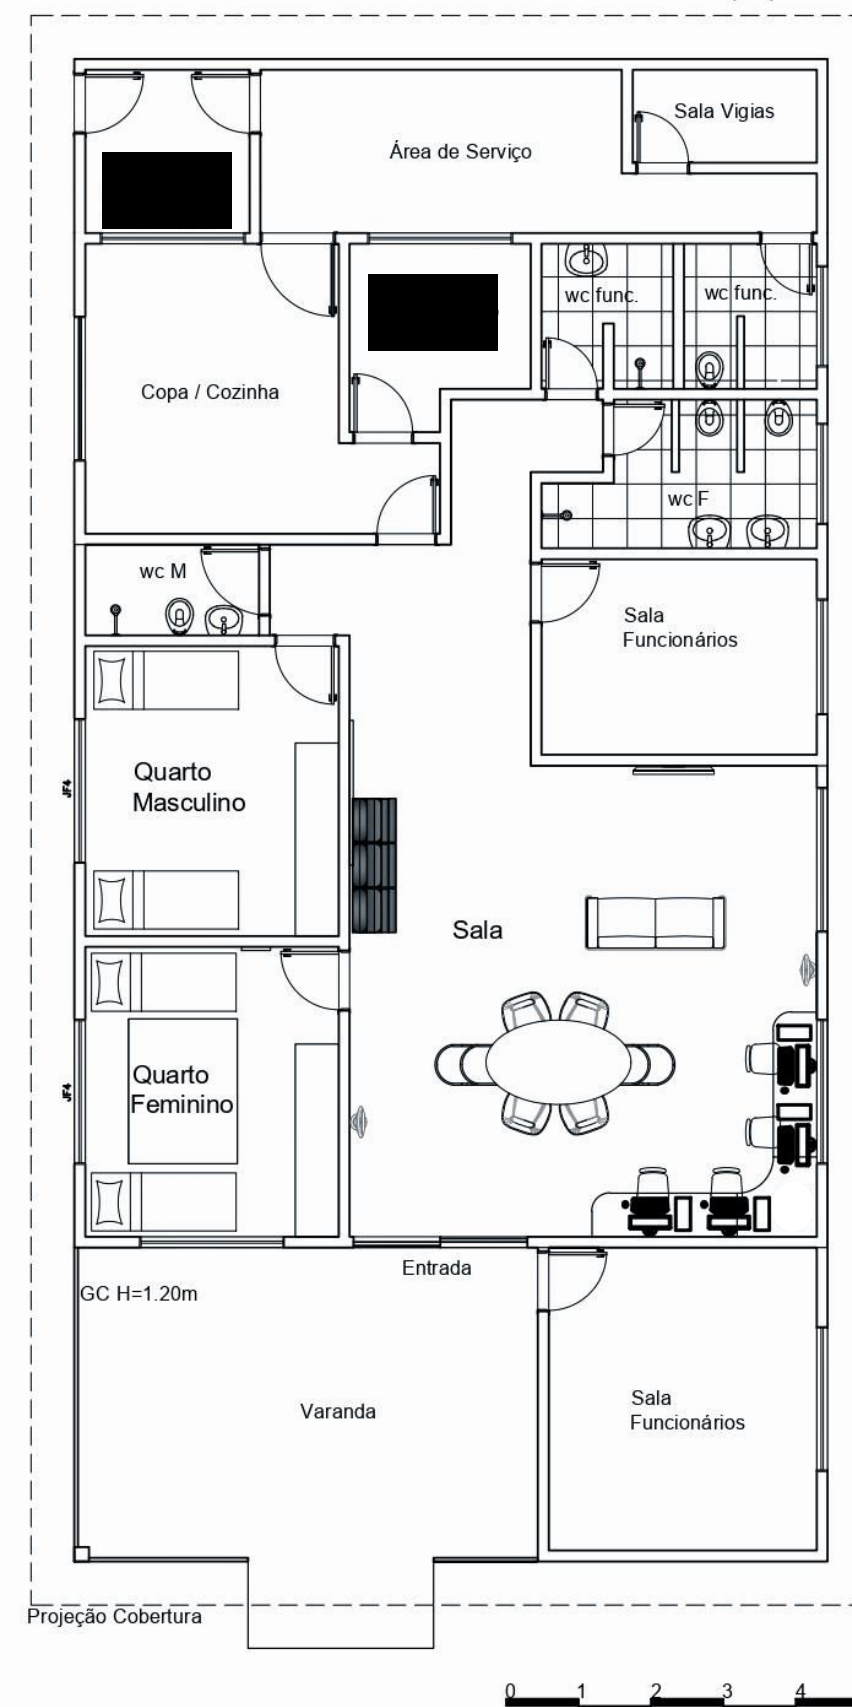 Sala Vigias
Área de Serviço
wc func.
wc func.
Copa / Cozinha
wc F
wc M
Sala
Funcionários
Quarto
Masculino
JF4
Sala
Quarto
Feminino
JF4
Entrada
GC H=1.20m
Varanda
Sala
Funcionários
Projeção Cobertura
0 1 2 3 4